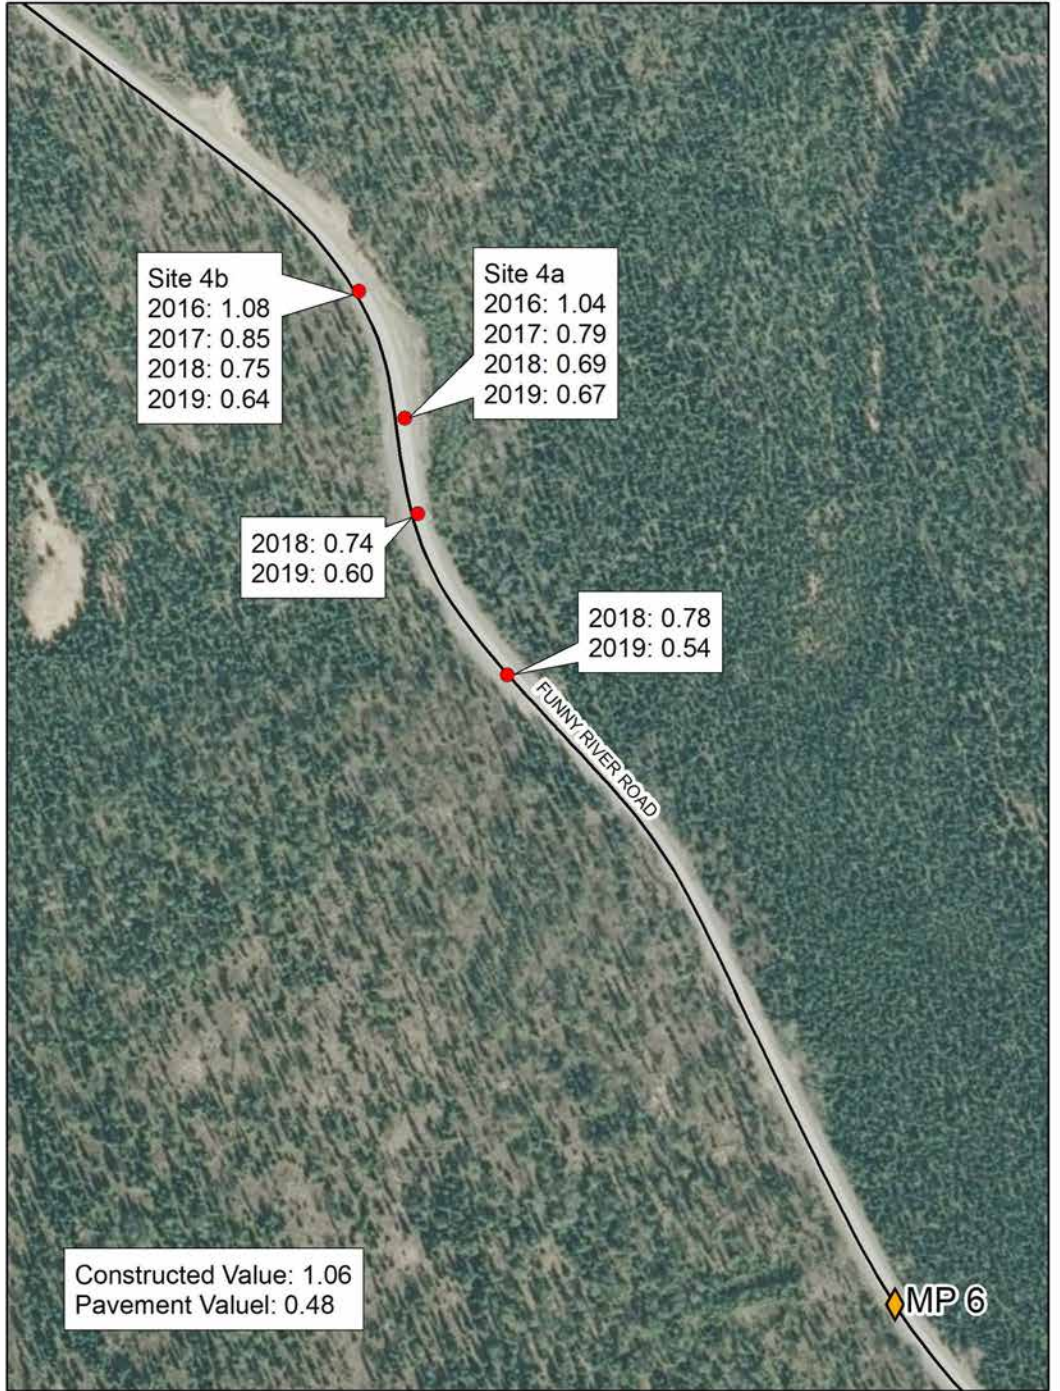 Site 4b
2016: 1.08
2017: 0.85
2018: 0.75
2019: 0.64
Site 4a
2016: 1.04
2017: 0.79
2018: 0.69
2019: 0.67
2018: 0.74
2019: 0.60
2018: 0.78
2019: 0.54
FUNNY RIVER ROAD
Constructed Value: 1.06
Pavement Valuel: 0.48
MP 6